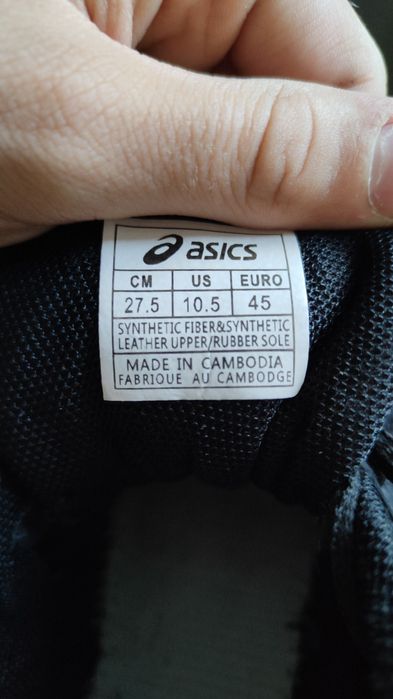 asics
CM US EURO
27.5 10.5 45
SYNTHETIC FIBER&SYNTHETIC
LEATHER UPPER/RUBBER SOLE
MADE IN CAMBODIA
FABRIQUE AU CAMBODGE